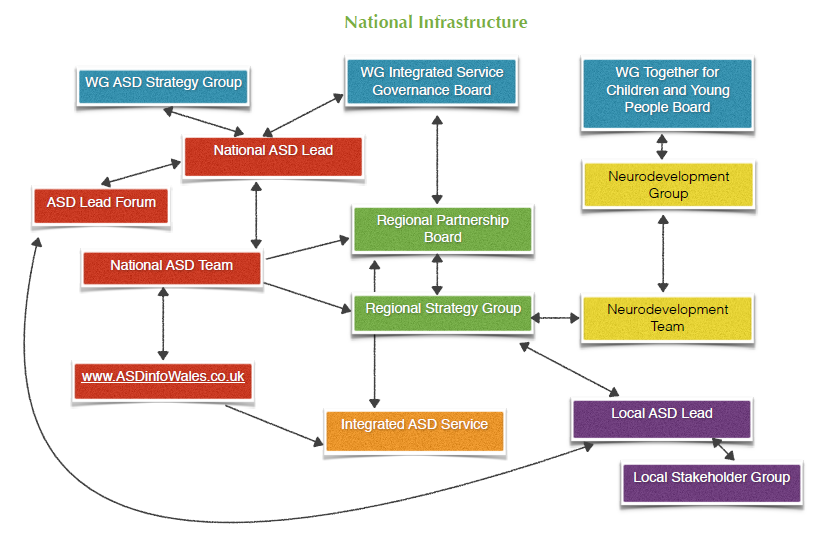 National Infrastructure
WG ASD Strategy Group
WG Integrated Service
Governance Board
WG Together for
Children and Young
People Board
National ASD Lead
Neurodevelopment
Group
ASD Lead Forum
Regional Partnership
Board
National ASD Team
Regional Strategy Group
Neurodevelopment
Team
www.ASDinfoWales.co.uk
Integrated ASD Service
Local ASD Lead
Local Stakeholder Group